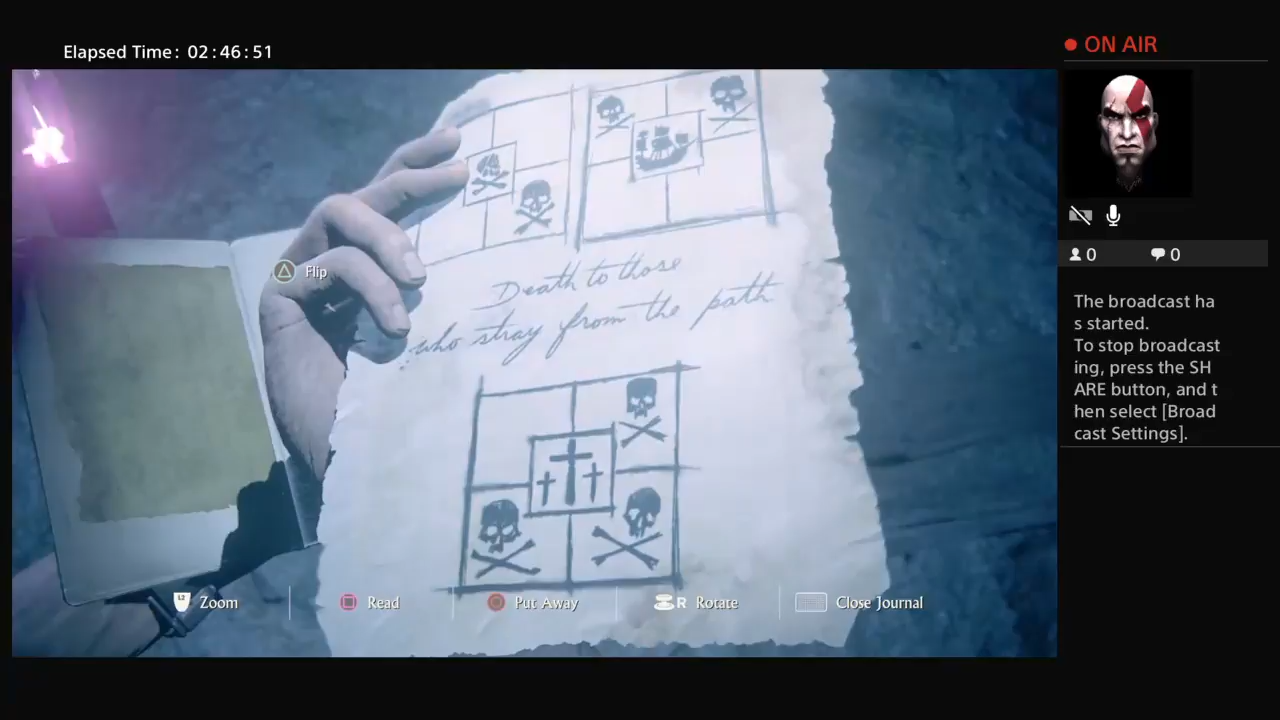 Elapsed Time: 02:46:51
ON AIR
0
0
The broadcast ha
s started.
To stop broadcast
ing, press the SH
ARE button, and t
hen select [Broad
cast Settings].
Flip
Death to those
who stray from the path
L2 Zoom
Read
Put Away
R Rotate
Close Journal